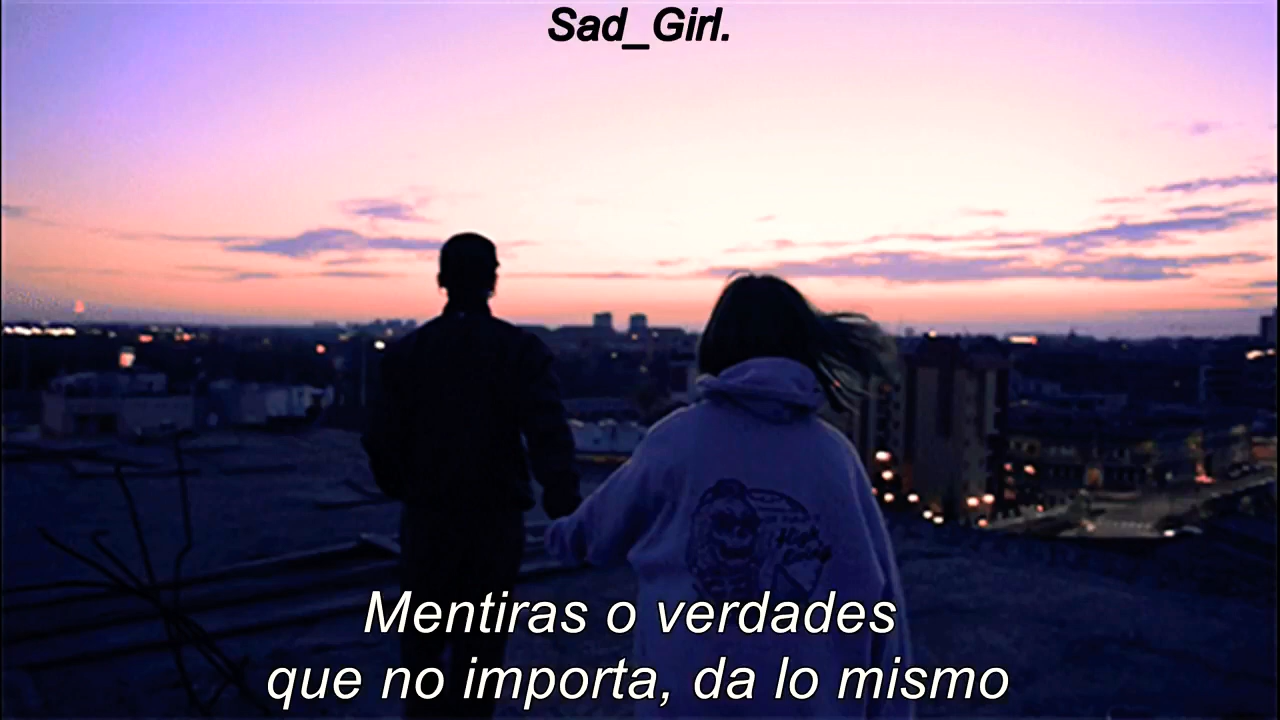 Sad_Girl.
Mentiras o verdades
que no importa, da lo mismo